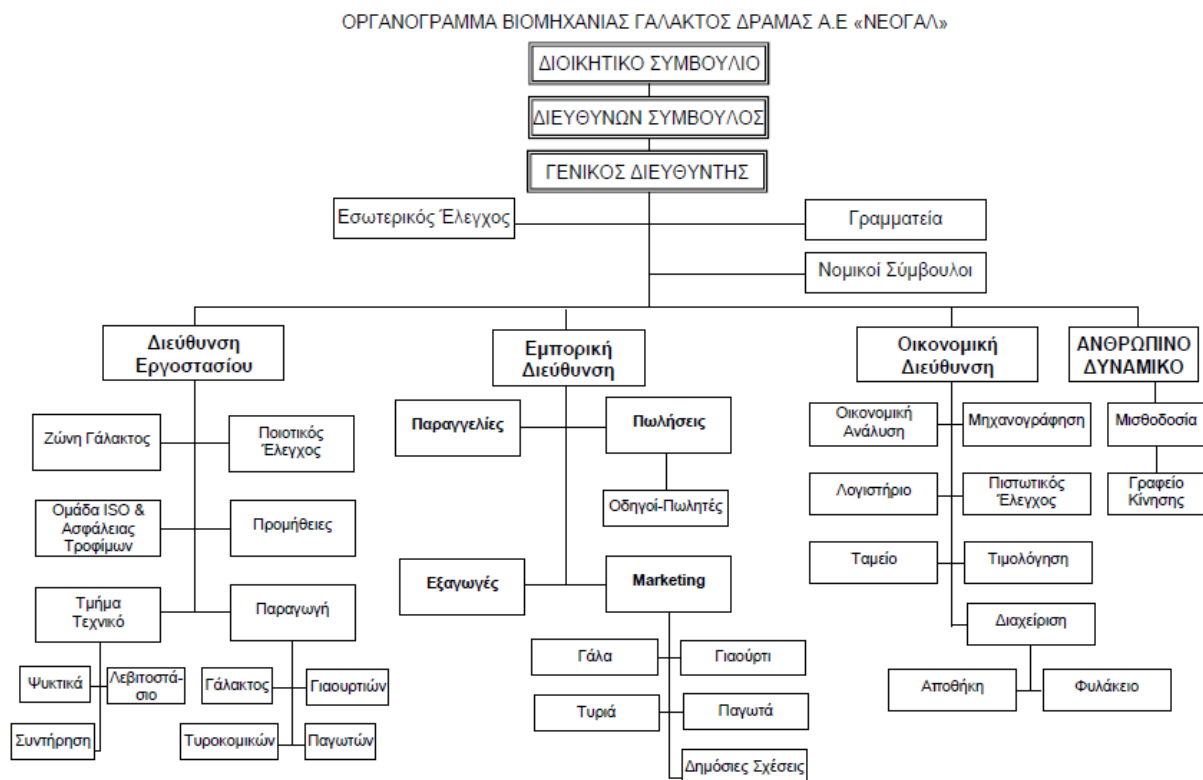 ΟΡΓΑΝΟΓΡΑΜΜΑ ΒΙΟΜΗΧΑΝΙΑΣ ΓΑΛΑΚΤΟΣ ΔΡΑΜΑΣ Α.Ε «ΝΕΟΓΑΛ»
ΔΙΟΙΚΗΤΙΚΟ ΣΥΜΒΟΥΛΙΟ
ΔΙΕΥΘΥΝΩΝ ΣΥΜΒΟΥΛΟΣ
ΓΕΝΙΚΟΣ ΔΙΕΥΘΥΝΤΗΣ
Εσωτερικός Έλεγχος
Γραμματεία
Νομικοί Σύμβουλοι
Διεύθυνση
Εργοστασίου
Εμπορική
Διεύθυνση
Οικονομική
Διεύθυνση
ΑΝΘΡΩΠΙΝΟ
ΔΥΝΑΜΙΚΟ
Ζώνη Γάλακτος
Ποιοτικός
Έλεγχος
Ομάδα ISO &
Ασφάλειας
Τροφίμων
Προμήθειες
Τμήμα
Τεχνικό
Παραγωγή
Ψυκτικά
Λεβιτοστά-
σιο
Συντήρηση
Γάλακτος
Γιαουρτιών
Τυροκομικών
Παγωτών
Παραγγελίες
Πωλήσεις
Οδηγοί-Πωλητές
Εξαγωγές
Marketing
Γάλα
Γιαούρτι
Τυριά
Παγωτά
Δημόσιες Σχέσεις
Οικονομική
Ανάλυση
Μηχανογράφηση
Λογιστήριο
Πιστωτικός
Έλεγχος
Ταμείο
Τιμολόγηση
Διαχείριση
Αποθήκη
Φυλάκειο
Μισθοδοσία
Γραφείο
Κίνησης